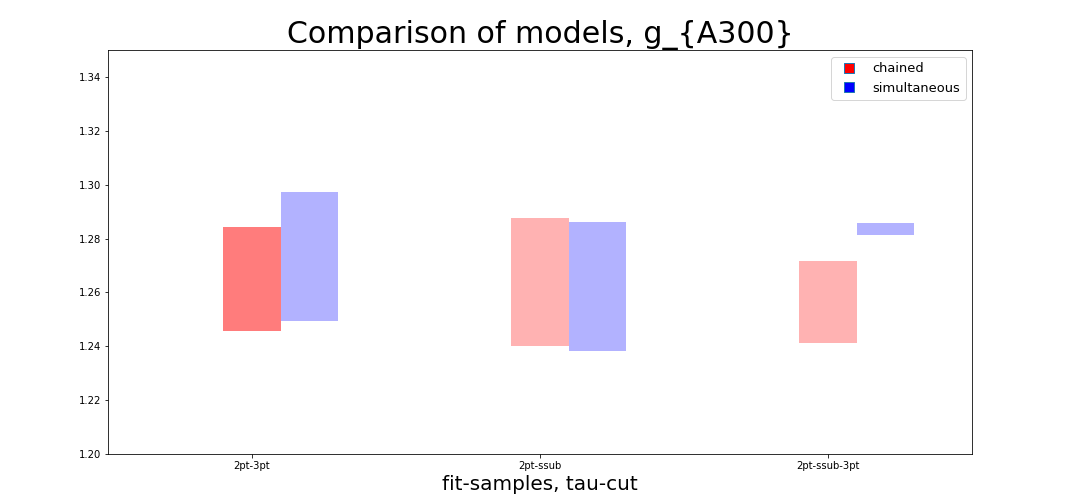 Comparison of models, g_{A300}
chained
simultaneous
1.34
1.32
1.30
1.28
1.26
1.24
1.22
1.20
2pt-3pt
2pt-ssub
2pt-ssub-3pt
fit-samples, tau-cut